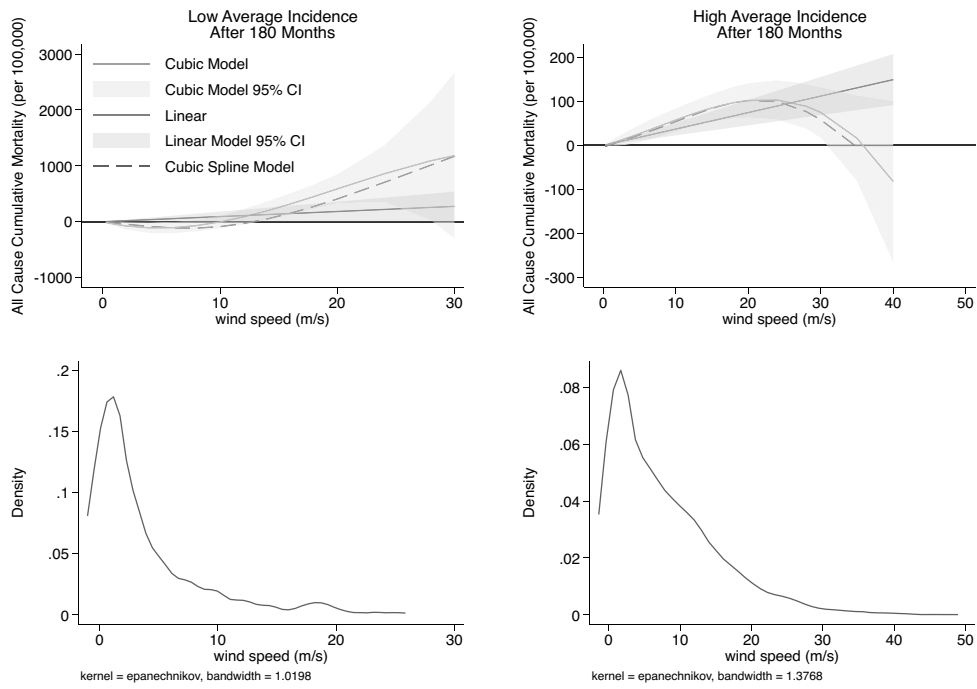 Low Average Incidence
After 180 Months
All Cause Cumulative Mortality (per 100,000)
3000
2000
1000
0
-1000
Cubic Model
Cubic Model 95% CI
Linear
Linear Model 95% CI
Cubic Spline Model
0 10 20 30
wind speed (m/s)
High Average Incidence
After 180 Months
All Cause Cumulative Mortality (per 100,000)
200
100
0
-100
-200
-300
0 10 20 30 40 50
wind speed (m/s)
Density
.2
.15
.1
.05
0
0 10 20 30
wind speed (m/s)
kernel = epanechnikov, bandwidth = 1.0198
Density
.08
.06
.04
.02
0
0 10 20 30 40 50
wind speed (m/s)
kernel = epanechnikov, bandwidth = 1.3768